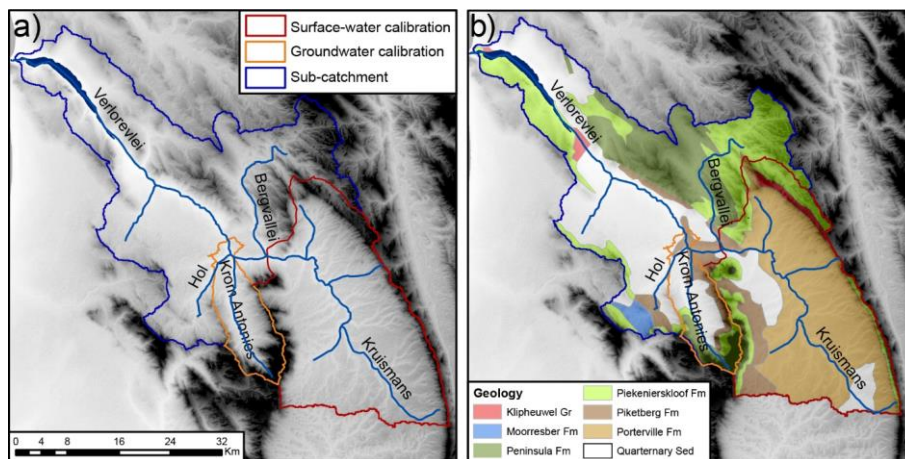 a)
Surface-water calibration
Groundwater calibration
Sub-catchment
Verlorevlei
Bergvallei
Hol
Krom Antonies
Kruismans
0 4 8 16 24 32
Km
b)
Verlorevlei
Bergvallei
Hol
Krom Antonies
Kruismans
Geology
Klipheuwel Gr
Moorresber Fm
Peninsula Fm
Piekenierskloof Fm
Piketberg Fm
Porterville Fm
Quarternary Sed